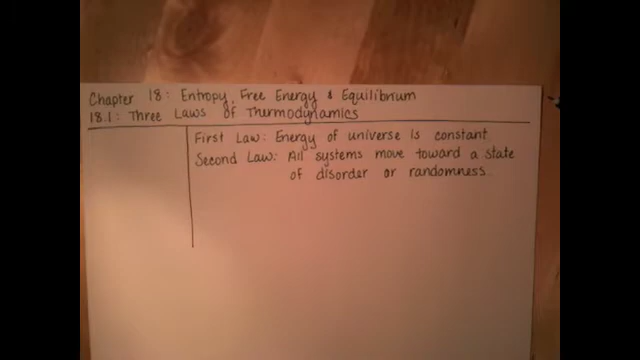 Chapter 18: Entropy, Free Energy & Equilibrium
18.1: Three Laws of Thermodynamics
First Law: Energy of universe is constant.
Second Law: All systems move toward a state
of disorder or randomness.